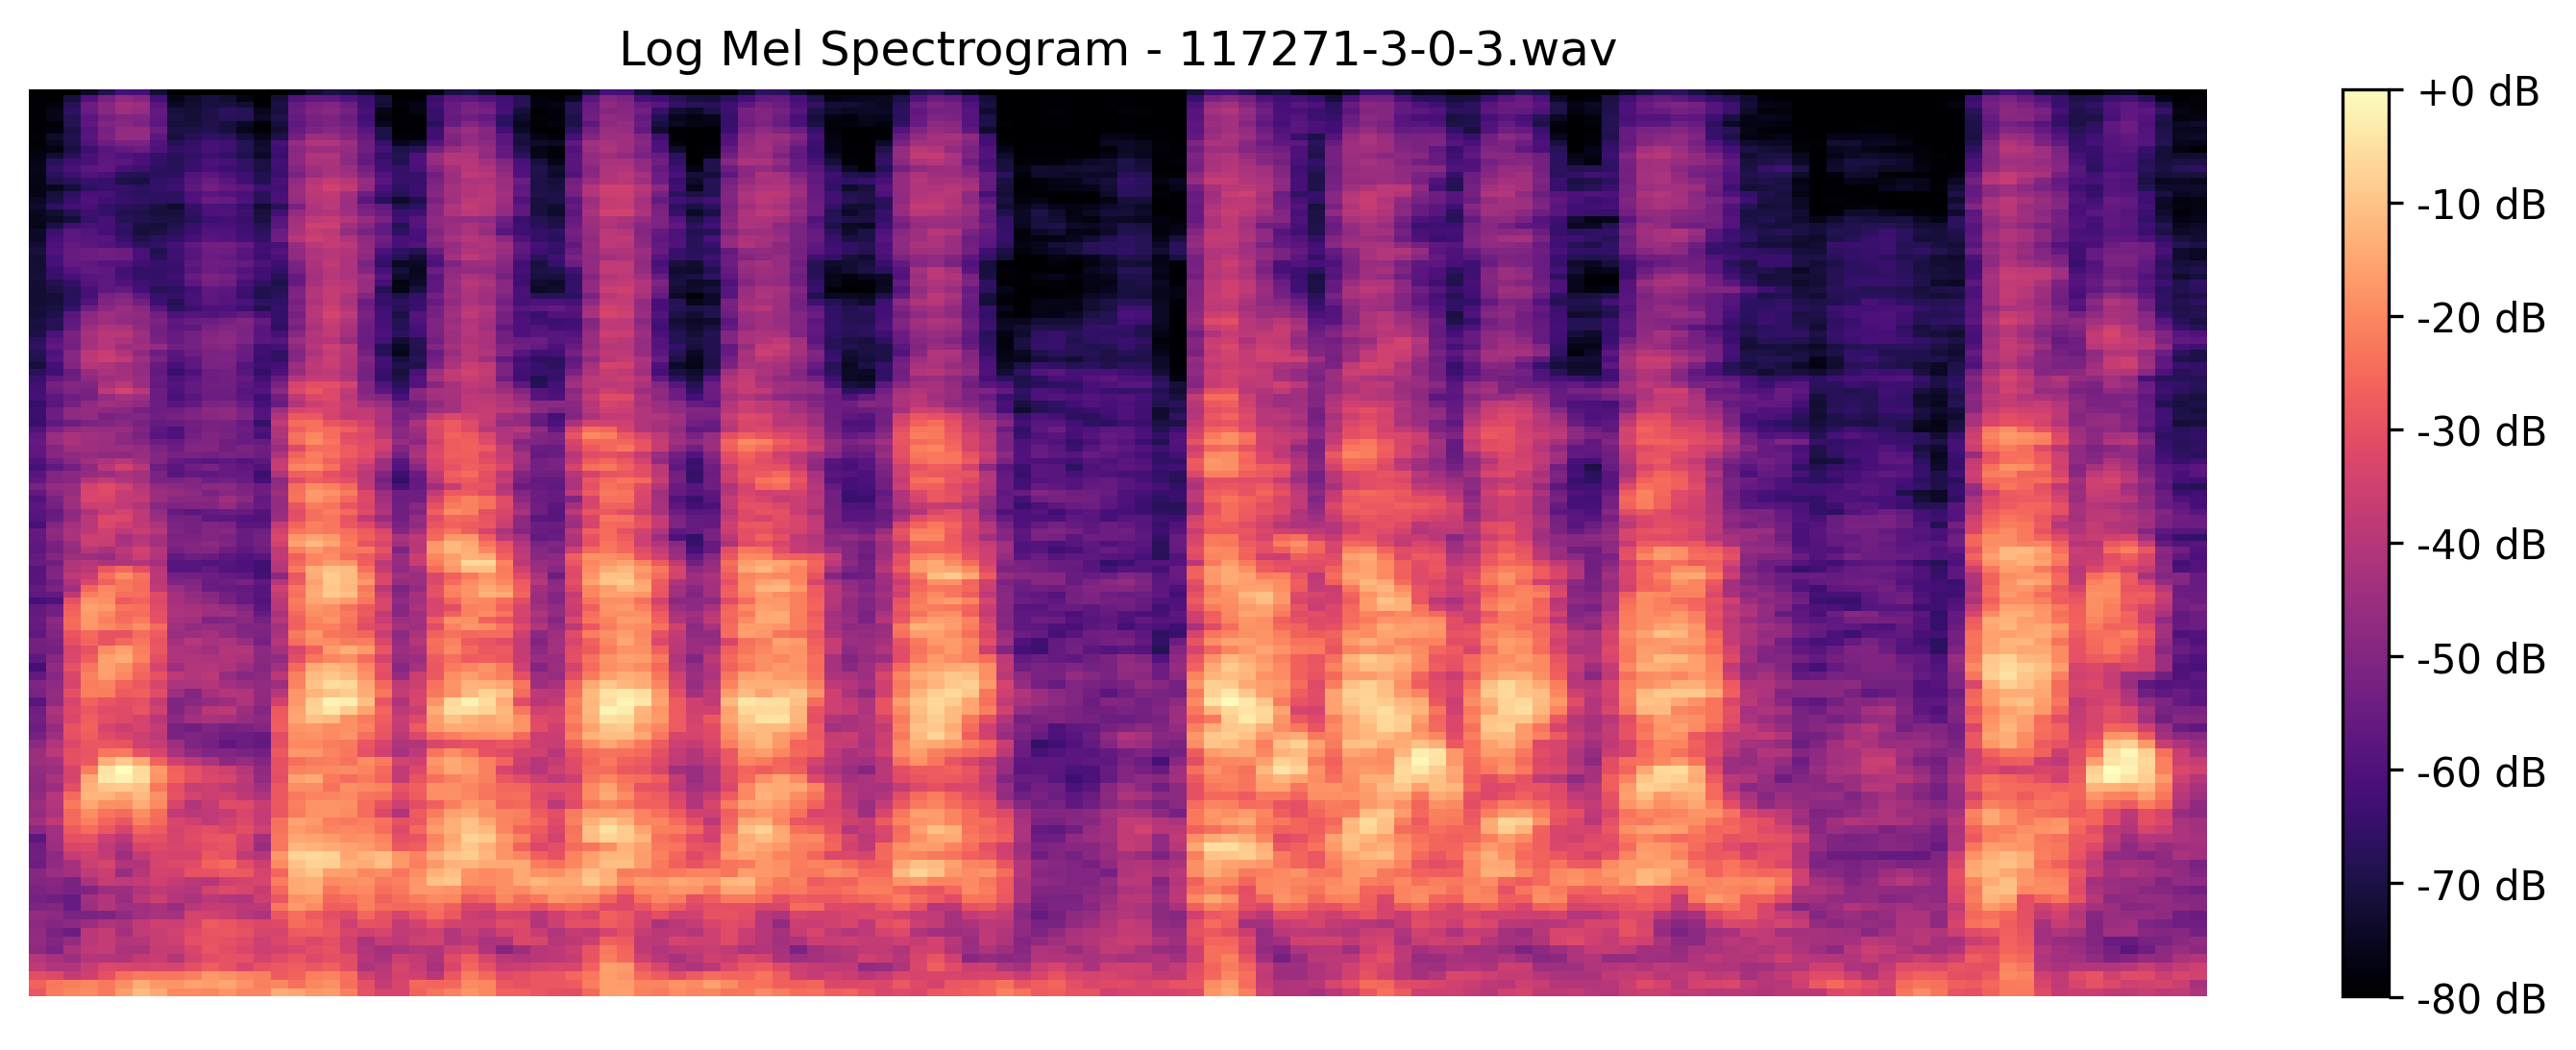 Log Mel Spectrogram - 117271-3-0-3.wav
+0 dB
-10 dB
-20 dB
-30 dB
-40 dB
-50 dB
-60 dB
-70 dB
-80 dB